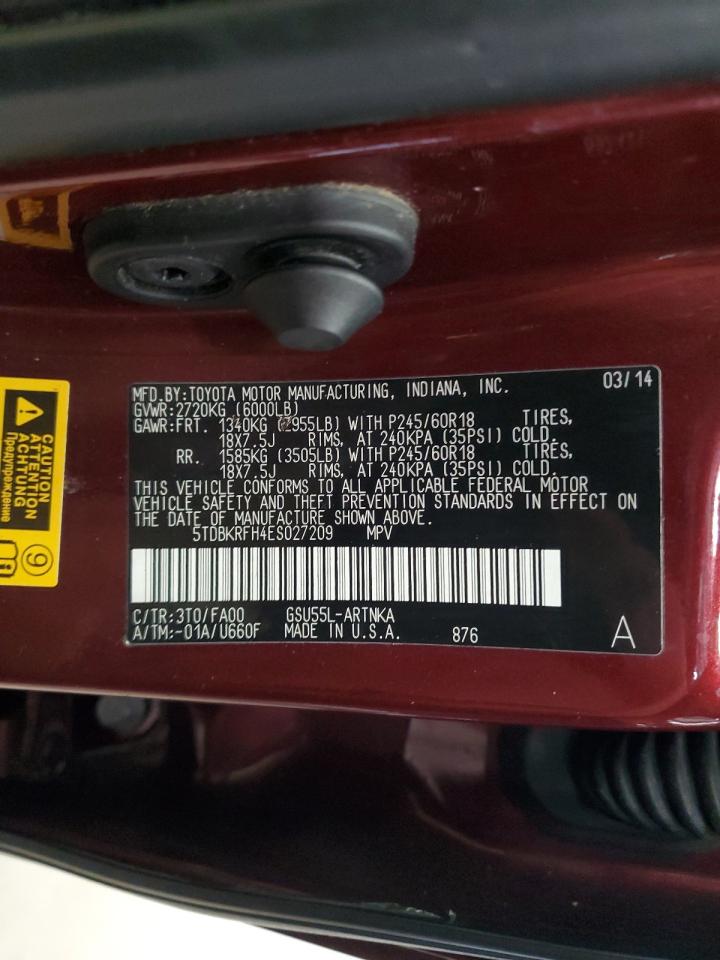 MFD.BY:TOYOTA MOTOR MANUFACTURING, INDIANA, INC. 03/14
GVWR:2720KG (6000LB)
GAWR:FRT. 1340KG (2955LB) WITH P245/60R18 TIRES,
18X7.5J RIMS, AT 240KPA (35PSI) COLD.
RR. 1585KG (3505LB) WITH P245/60R18 TIRES,
18X7.5J RIMS, AT 240KPA (35PSI) COLD.
THIS VEHICLE CONFORMS TO ALL APPLICABLE FEDERAL MOTOR
VEHICLE SAFETY AND THEFT PREVENTION STANDARDS IN EFFECT ON
THE DATE OF MANUFACTURE SHOWN ABOVE.
5TDBKRFH4ES027209 MPV
C/TR:3T0/FA00 GSU55L-ARTNKA
A/TM:-01A/U660F MADE IN U.S.A. 876 A
CAUTION
ATTENTION
ACHTUNG
Предупреждение
9